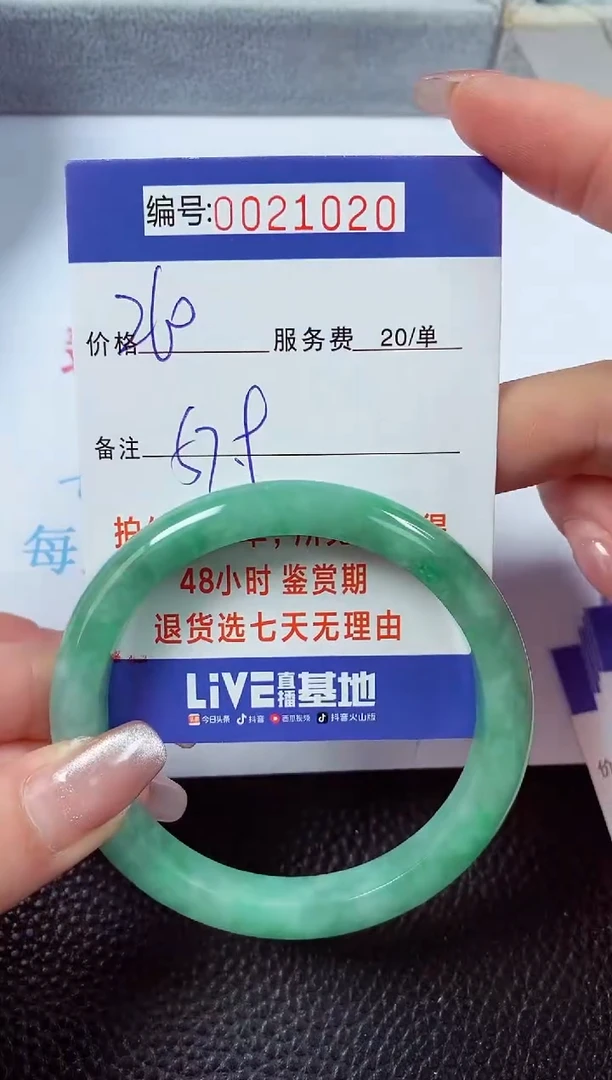 编号:0021020
价格 260 服务费 20/单
备注 57.9
48小时 鉴赏期
退货选七天无理由
LiVE直播基地
今日头条 抖音 西瓜视频 抖音火山版
每